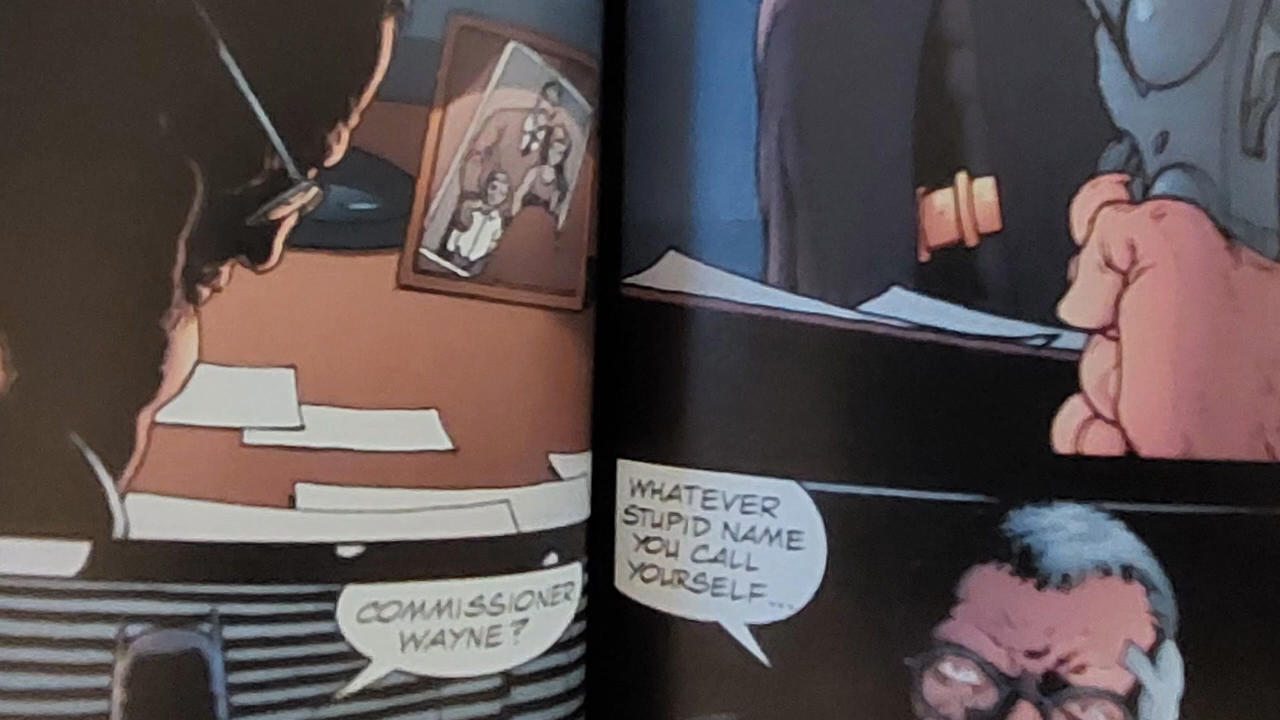 COMMISSIONER
WAYNE?
WHATEVER
STUPID NAME
YOU CALL
YOURSELF...